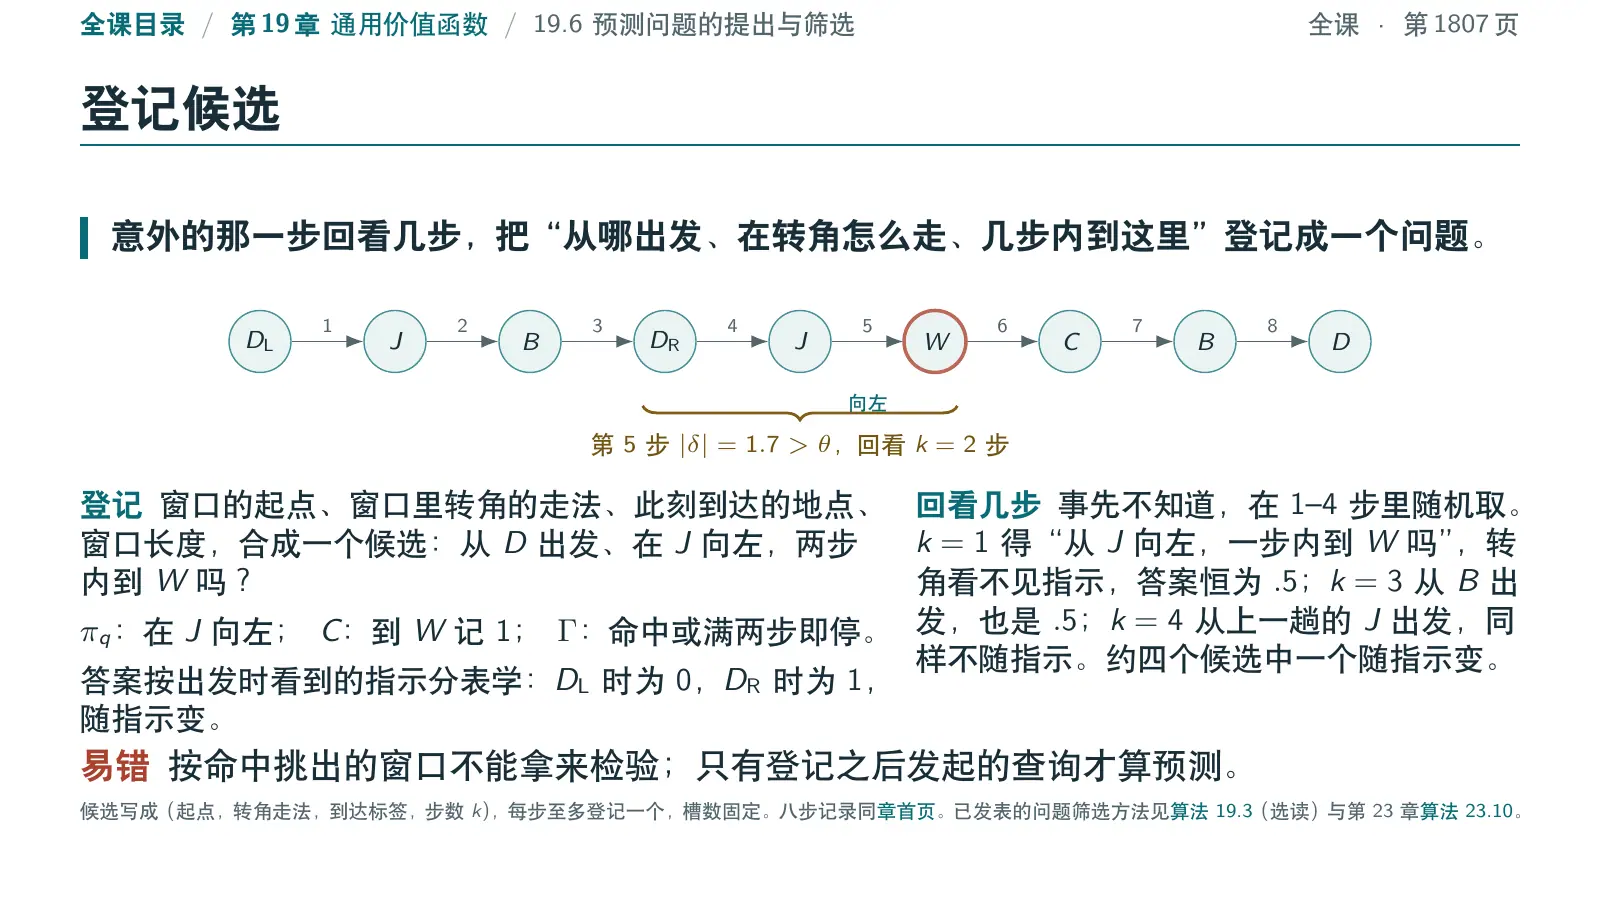 全课目录 / 第 19 章 通用价值函数 / 19.6 预测问题的提出与筛选
全课 · 第 1807 页
登记候选
意外的那一步回看几步，把“从哪出发、在转角怎么走、几步内到这里”登记成一个问题。
D_L 1 J 2 B 3 D_R 4 J 5 W 6 C 7 B 8 D
向左
第 5 步 |δ| = 1.7 > θ，回看 k = 2 步
登记 窗口的起点、窗口里转角的走法、此刻到达的地点、
窗口长度，合成一个候选：从 D 出发、在 J 向左，两步
内到 W 吗？
π_q：在 J 向左； C：到 W 记 1； Γ：命中或满两步即停。
答案按出发时看到的指示分表学：D_L 时为 0，D_R 时为 1，
随指示变。
回看几步 事先不知道，在 1–4 步里随机取。
k = 1 得“从 J 向左，一步内到 W 吗”，转
角看不见指示，答案恒为 .5；k = 3 从 B 出
发，也是 .5；k = 4 从上一趟的 J 出发，同
样不随指示。约四个候选中一个随指示变。
易错 按命中挑出的窗口不能拿来检验；只有登记之后发起的查询才算预测。
候选写成（起点，转角走法，到达标签，步数 k），每步至多登记一个，槽数固定。八步记录同章首页。已发表的问题筛选方法见算法 19.3（选读）与第 23 章算法 23.10。